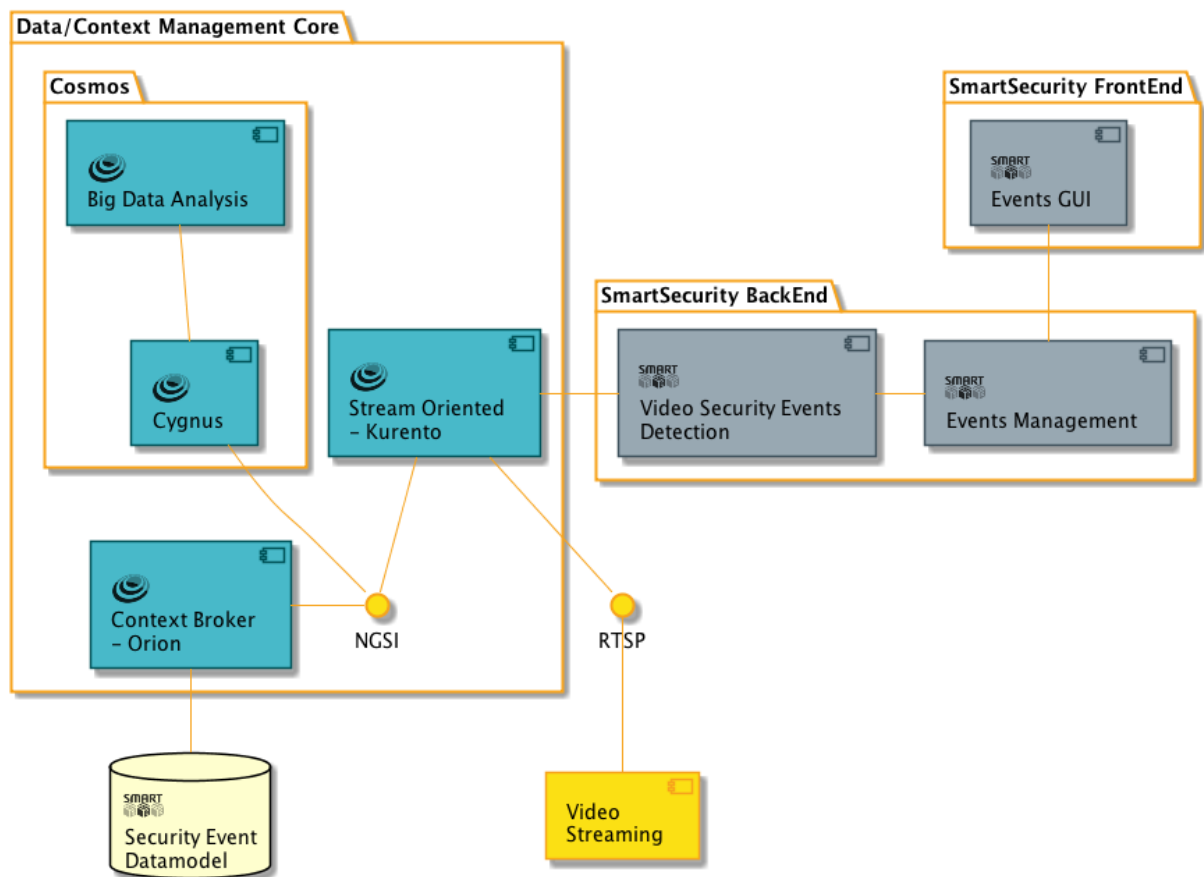 Data/Context Management Core
Cosmos
SMART
Big Data Analysis
SmartSecurity FrontEnd
SMART
Events GUI
SmartSecurity BackEnd
Cygnus
Stream Oriented
– Kurento
SMART
Video Security Events
Detection
SMART
Events Management
Context Broker
– Orion
NGSI
RTSP
SMART
Security Event
Datamodel
Video
Streaming